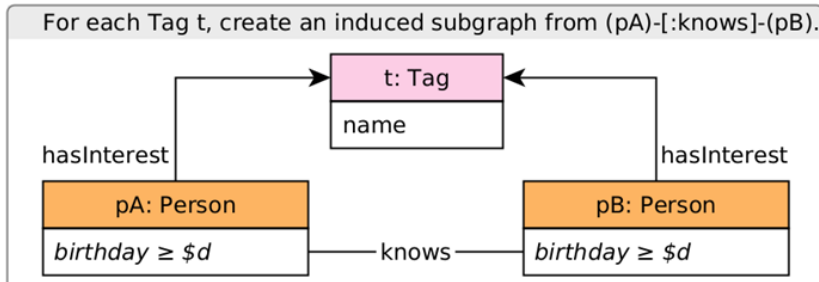 For each Tag t, create an induced subgraph from (pA)-[:knows]-(pB).
t: Tag
name
hasInterest
hasInterest
pA: Person
pB: Person
birthday ≥ $d
knows
birthday ≥ $d